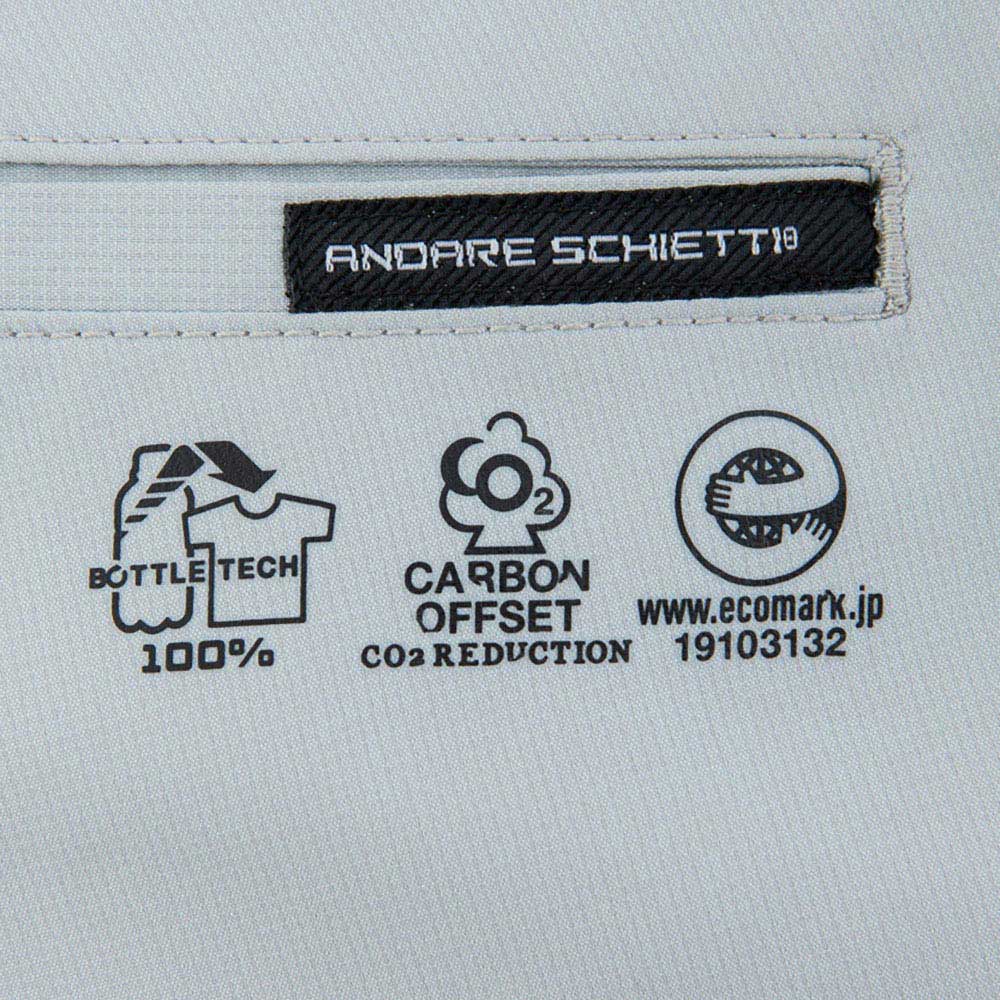 ANDARE SCHIETTI®
BOTTLE TECH
100%
CO2
CARBON
OFFSET
CO2 REDUCTION
www.ecomark.jp
19103132